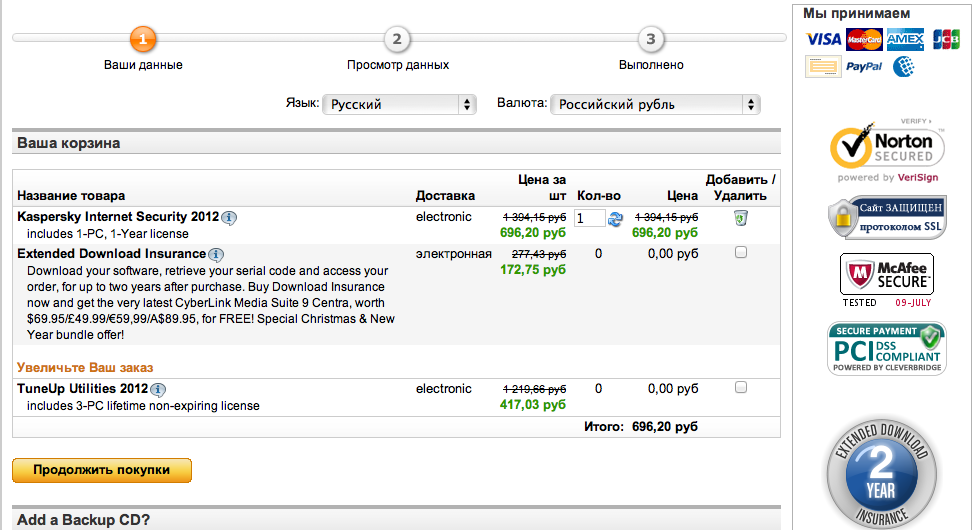 1 2 3
Ваши данные Просмотр данных Выполнено
Язык: Русский Валюта: Российский рубль
Ваша корзина
Название товара Доставка Цена за шт Кол-во Цена Добавить / Удалить
Kaspersky Internet Security 2012 electronic 1 394,15 руб 1 1 394,15 руб
includes 1-PC, 1-Year license 696,20 руб 696,20 руб
Extended Download Insurance электронная 277,43 руб 0 0,00 руб
172,75 руб
Download your software, retrieve your serial code and access your
order, for up to two years after purchase. Buy Download Insurance
now and get the very latest CyberLink Media Suite 9 Centra, worth
$69.95/£49.99/€59,99/A$89.95, for FREE! Special Christmas & New
Year bundle offer!
Увеличьте Ваш заказ
TuneUp Utilities 2012 electronic 1 219,66 руб 0 0,00 руб
includes 3-PC lifetime non-expiring license 417,03 руб
Итого: 696,20 руб
Продолжить покупки
Add a Backup CD?
Мы принимаем
VISA MasterCard AMEX JCB
PayPal
VERIFY
Norton
SECURED
powered by VeriSign
Сайт ЗАЩИЩЕН
протоколом SSL
McAfee
SECURE
TESTED 09-JULY
SECURE PAYMENT
PCI DSS
COMPLIANT
POWERED BY CLEVERBRIDGE
EXTENDED DOWNLOAD
2
YEAR
INSURANCE